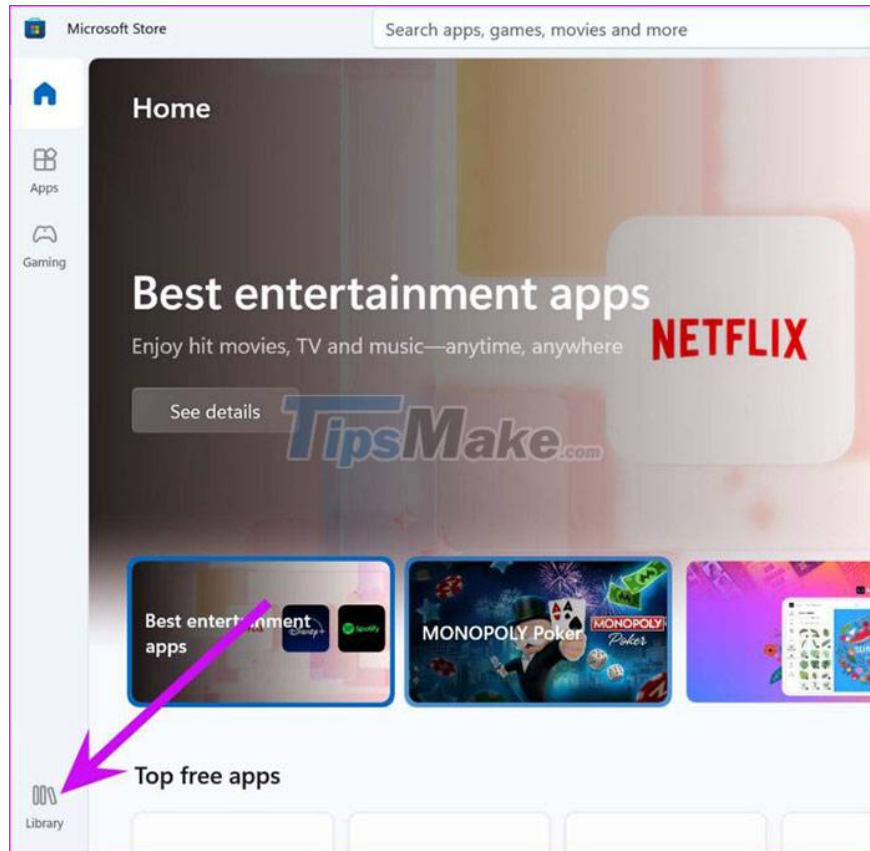 Microsoft Store
Search apps, games, movies and more
Home
Apps
Gaming
Best entertainment apps
NETFLIX
Enjoy hit movies, TV and music—anytime, anywhere
See details
TipsMake.com
Best entertainment
apps
Disney+
Spotify
MONOPOLY Poker
MONOPOLY
Poker
Top free apps
Library